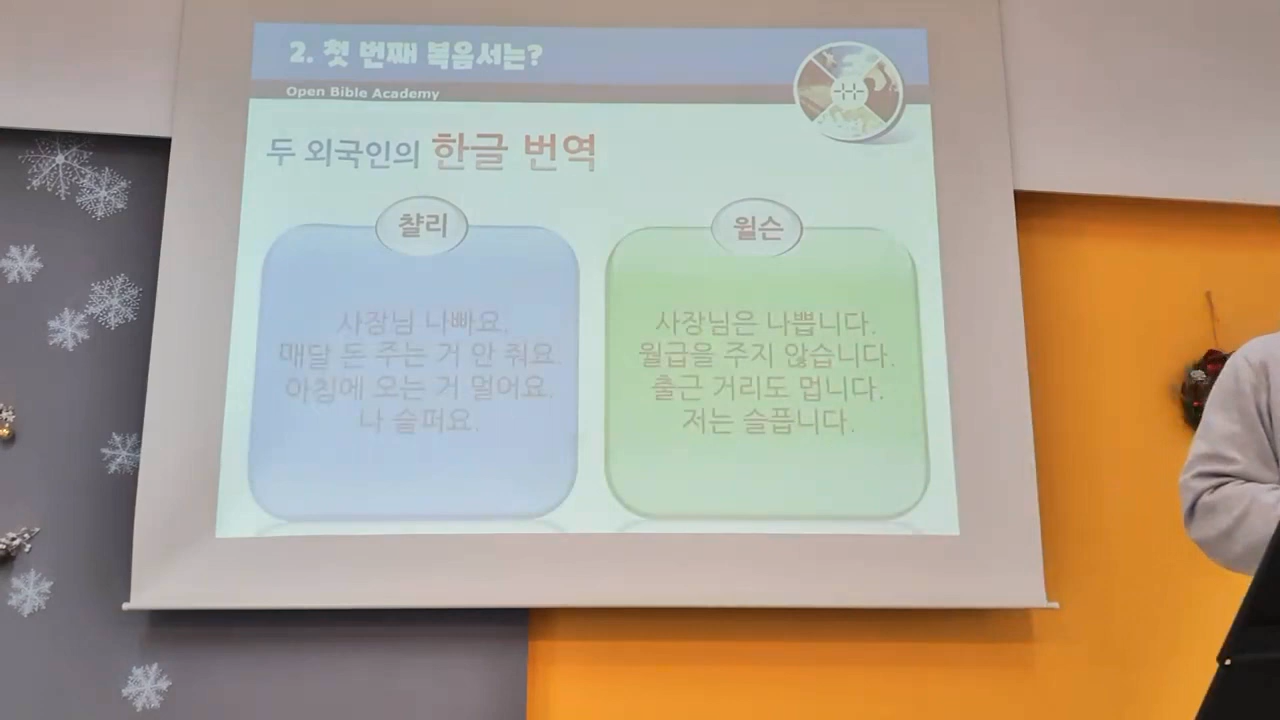 2. 첫 번째 복음서는?
Open Bible Academy
두 외국인의 한글 번역
챨리
사장님 나빠요.
매달 돈 주는 거 안 줘요.
아침에 오는 거 멀어요.
나 슬퍼요.
윌슨
사장님은 나쁩니다.
월급을 주지 않습니다.
출근 거리도 멉니다.
저는 슬픕니다.